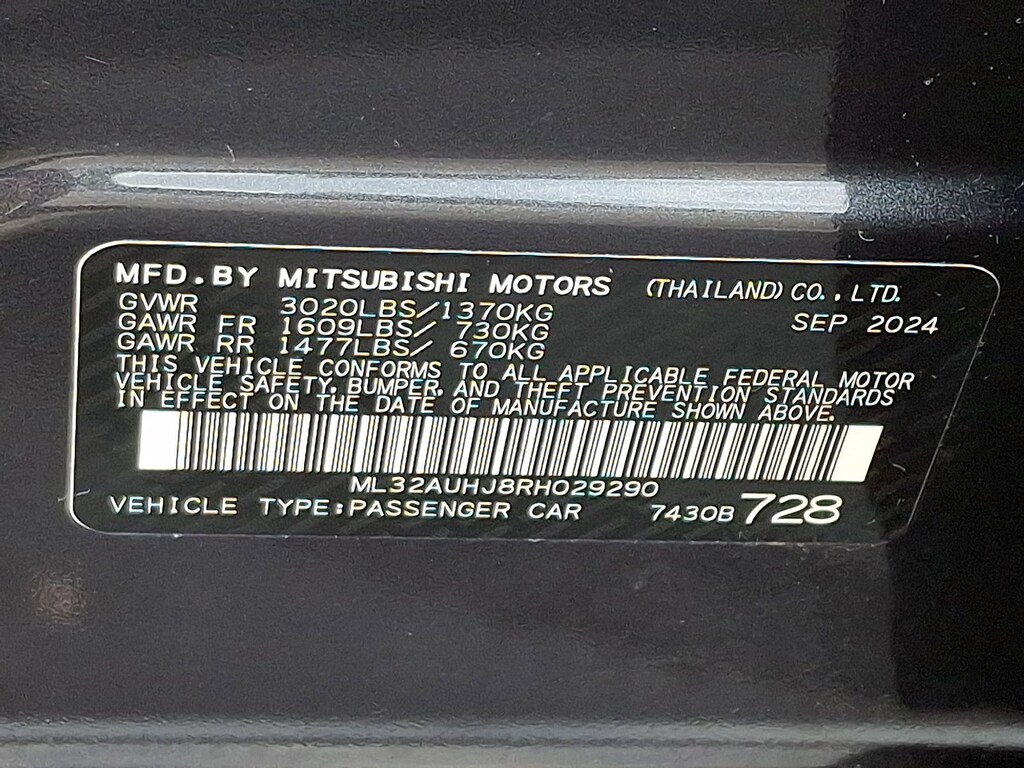 MFD.BY MITSUBISHI MOTORS (THAILAND) CO., LTD.
GVWR 3020LBS/1370KG SEP 2024
GAWR FR 1609LBS/ 730KG
GAWR RR 1477LBS/ 670KG
THIS VEHICLE CONFORMS TO ALL APPLICABLE FEDERAL MOTOR
VEHICLE SAFETY, BUMPER, AND THEFT PREVENTION STANDARDS
IN EFFECT ON THE DATE OF MANUFACTURE SHOWN ABOVE.
ML32AUHJ8RH029290
VEHICLE TYPE:PASSENGER CAR 7430B728